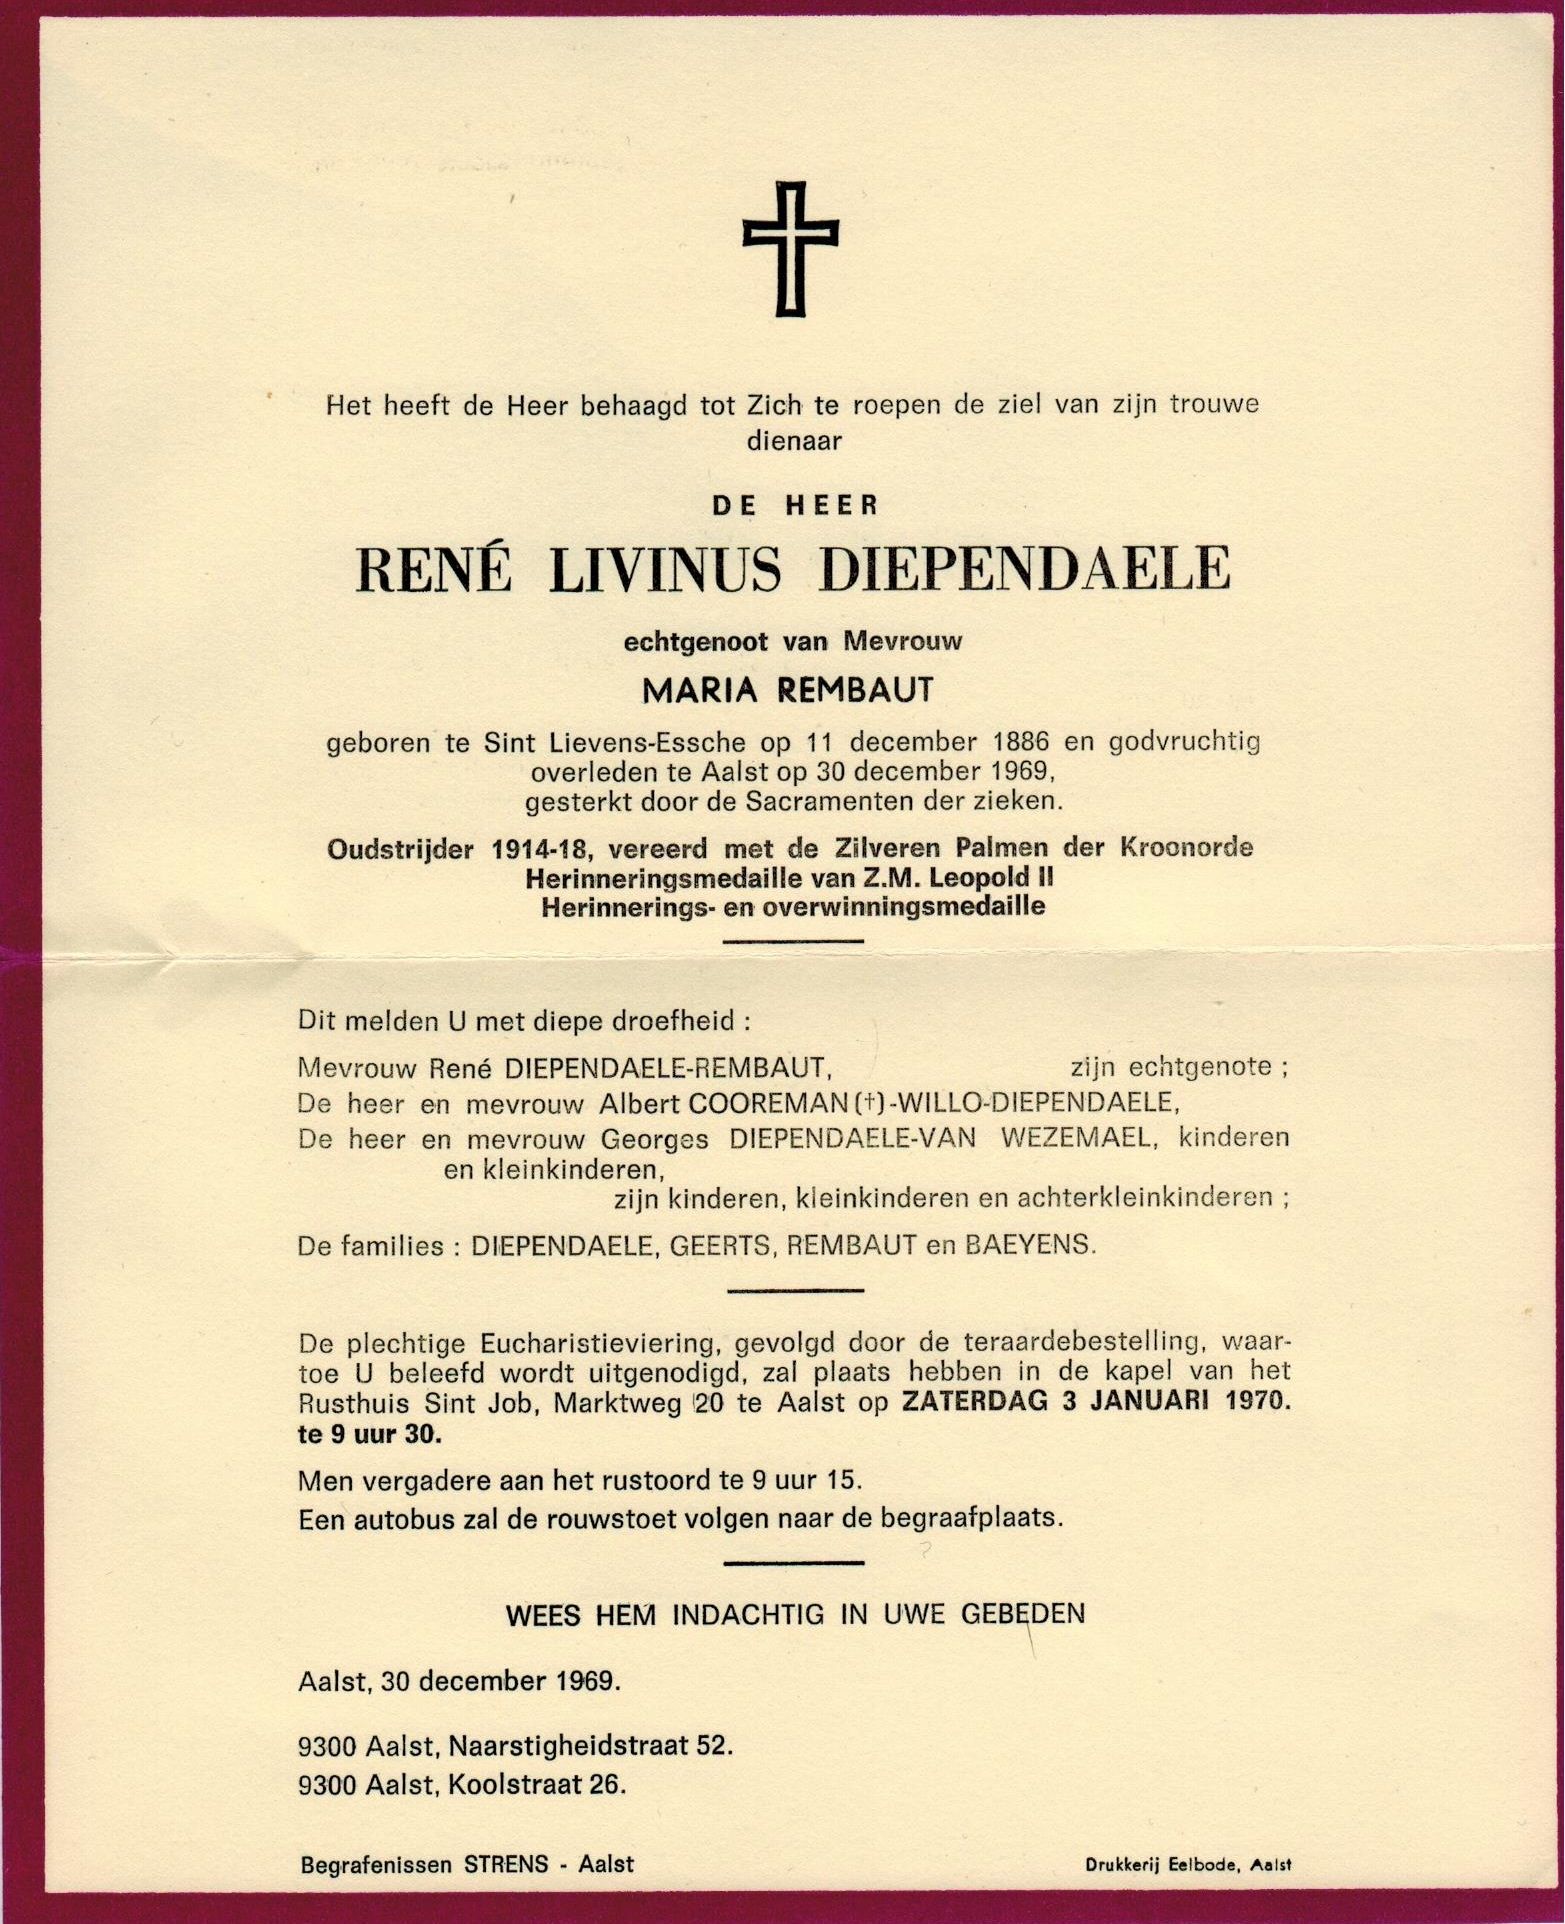 Het heeft de Heer behaagd tot Zich te roepen de ziel van zijn trouwe
dienaar
DE HEER
RENÉ LIVINUS DIEPENDAELE
echtgenoot van Mevrouw
MARIA REMBAUT
geboren te Sint Lievens-Essche op 11 december 1886 en godvruchtig
overleden te Aalst op 30 december 1969,
gesterkt door de Sacramenten der zieken.
Oudstrijder 1914-18, vereerd met de Zilveren Palmen der Kroonorde
Herinneringsmedaille van Z.M. Leopold II
Herinnerings- en overwinningsmedaille
Dit melden U met diepe droefheid :
Mevrouw René DIEPENDAELE-REMBAUT, zijn echtgenote ;
De heer en mevrouw Albert COOREMAN (†)-WILLO-DIEPENDAELE,
De heer en mevrouw Georges DIEPENDAELE-VAN WEZEMAEL, kinderen
en kleinkinderen,
zijn kinderen, kleinkinderen en achterkleinkinderen ;
De families : DIEPENDAELE, GEERTS, REMBAUT en BAEYENS.
De plechtige Eucharistieviering, gevolgd door de teraardebestelling, waar-
toe U beleefd wordt uitgenodigd, zal plaats hebben in de kapel van het
Rusthuis Sint Job, Marktweg 20 te Aalst op ZATERDAG 3 JANUARI 1970.
te 9 uur 30.
Men vergadere aan het rustoord te 9 uur 15.
Een autobus zal de rouwstoet volgen naar de begraafplaats.
WEES HEM INDACHTIG IN UWE GEBEDEN
Aalst, 30 december 1969.
9300 Aalst, Naarstigheidstraat 52.
9300 Aalst, Koolstraat 26.
Begrafenissen STRENS - Aalst
Drukkerij Eelbode, Aalst